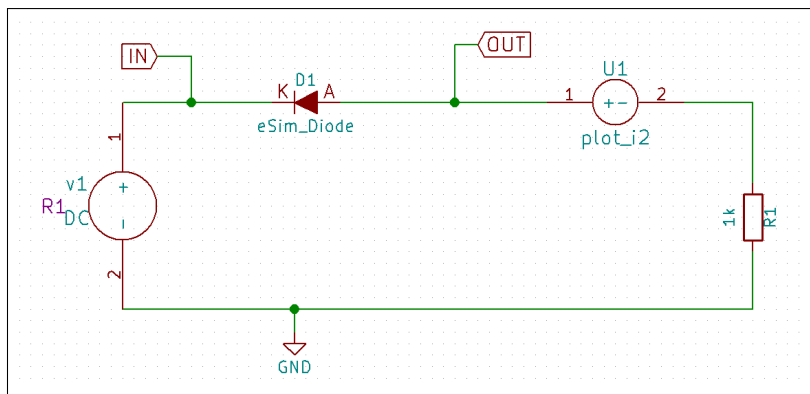 IN
OUT
D1
K
A
eSim_Diode
U1
1
+-
2
plot_i2
1
v1
+
R1
DC
-
2
1k
R1
GND